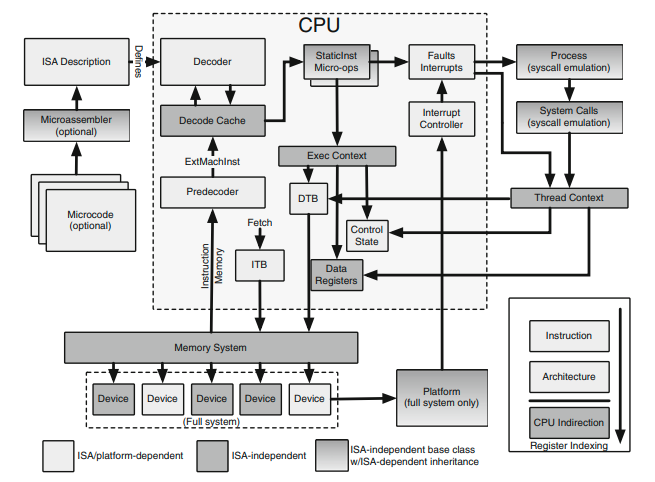 CPU
ISA Description
Defines
Decoder
StaticInst
Micro-ops
Faults
Interrupts
Process
(syscall emulation)
Microassembler
(optional)
Decode Cache
Interrupt
Controller
System Calls
(syscall emulation)
ExtMachInst
Exec Context
Microcode
(optional)
Predecoder
DTB
Thread Context
Fetch
Control
State
Instruction
Memory
ITB
Data
Registers
Memory System
Instruction
Architecture
CPU Indirection
Register Indexing
Device
Device
Device
Device
Device
(Full system)
Platform
(full system only)
ISA/platform-dependent
ISA-independent
ISA-independent base class
w/ISA-dependent inheritance